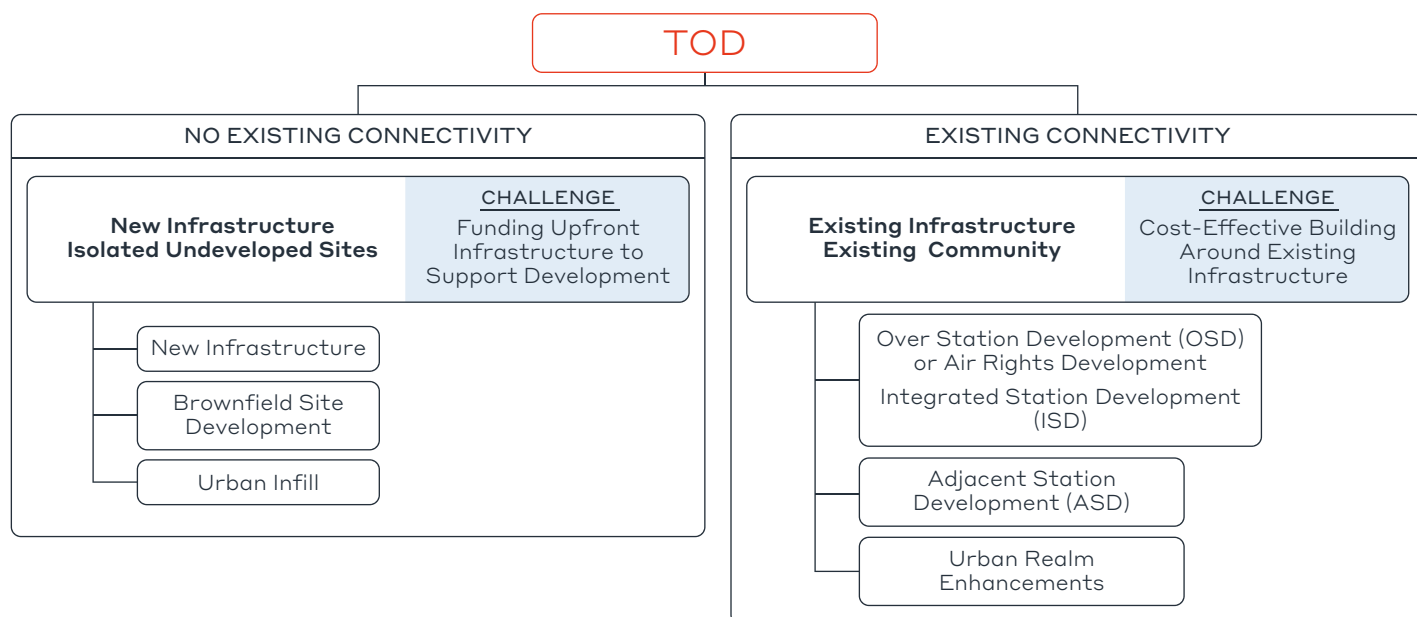 TOD
NO EXISTING CONNECTIVITY
New Infrastructure
Isolated Undeveloped Sites
CHALLENGE
Funding Upfront
Infrastructure to
Support Development
New Infrastructure
Brownfield Site
Development
Urban Infill
EXISTING CONNECTIVITY
Existing Infrastructure
Existing Community
CHALLENGE
Cost-Effective Building
Around Existing
Infrastructure
Over Station Development (OSD)
or Air Rights Development
Integrated Station Development
(ISD)
Adjacent Station
Development (ASD)
Urban Realm
Enhancements